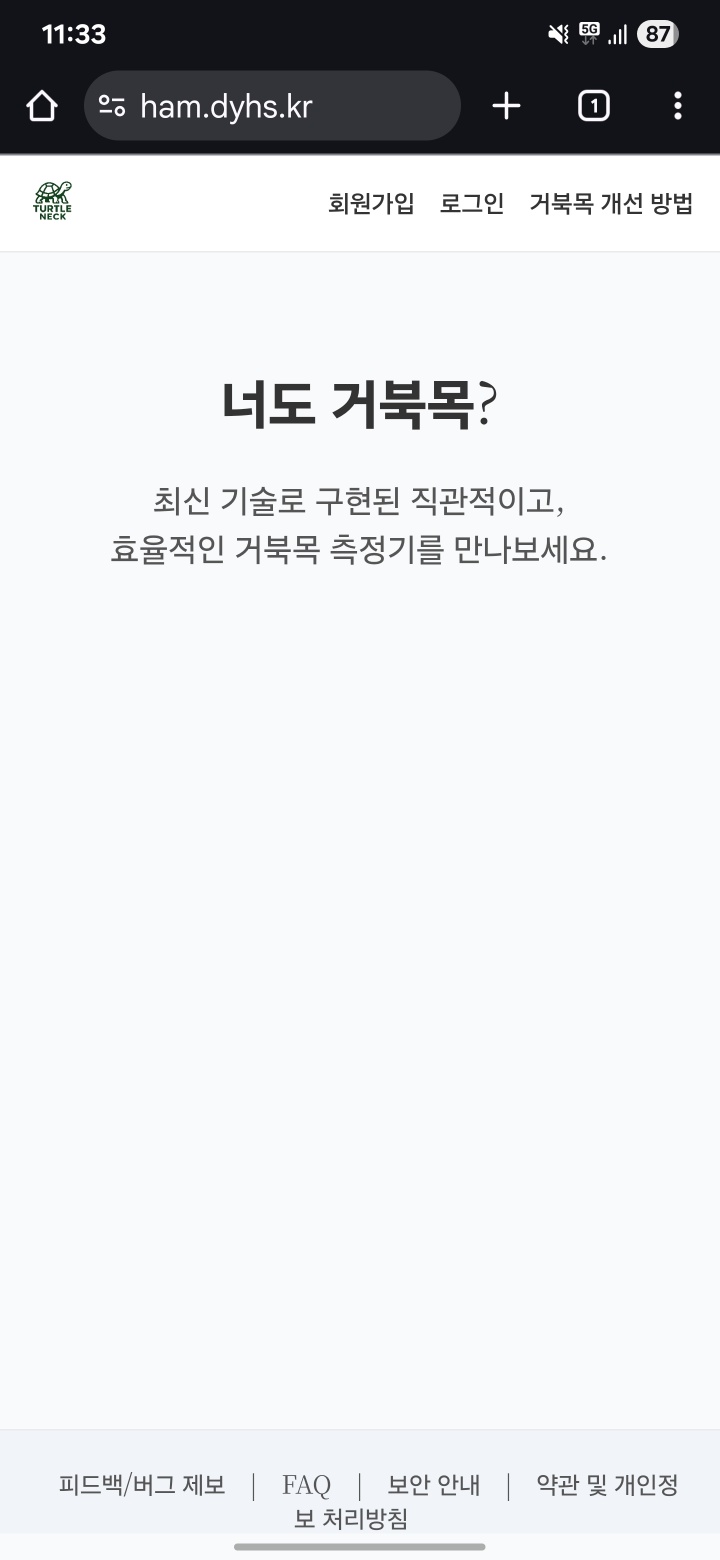 11:33
5G
87
ham.dyhs.kr
1
TURTLE
NECK
회원가입 로그인 거북목 개선 방법
너도 거북목?
최신 기술로 구현된 직관적이고,
효율적인 거북목 측정기를 만나보세요.
피드백/버그 제보 | FAQ | 보안 안내 | 약관 및 개인정
보 처리방침